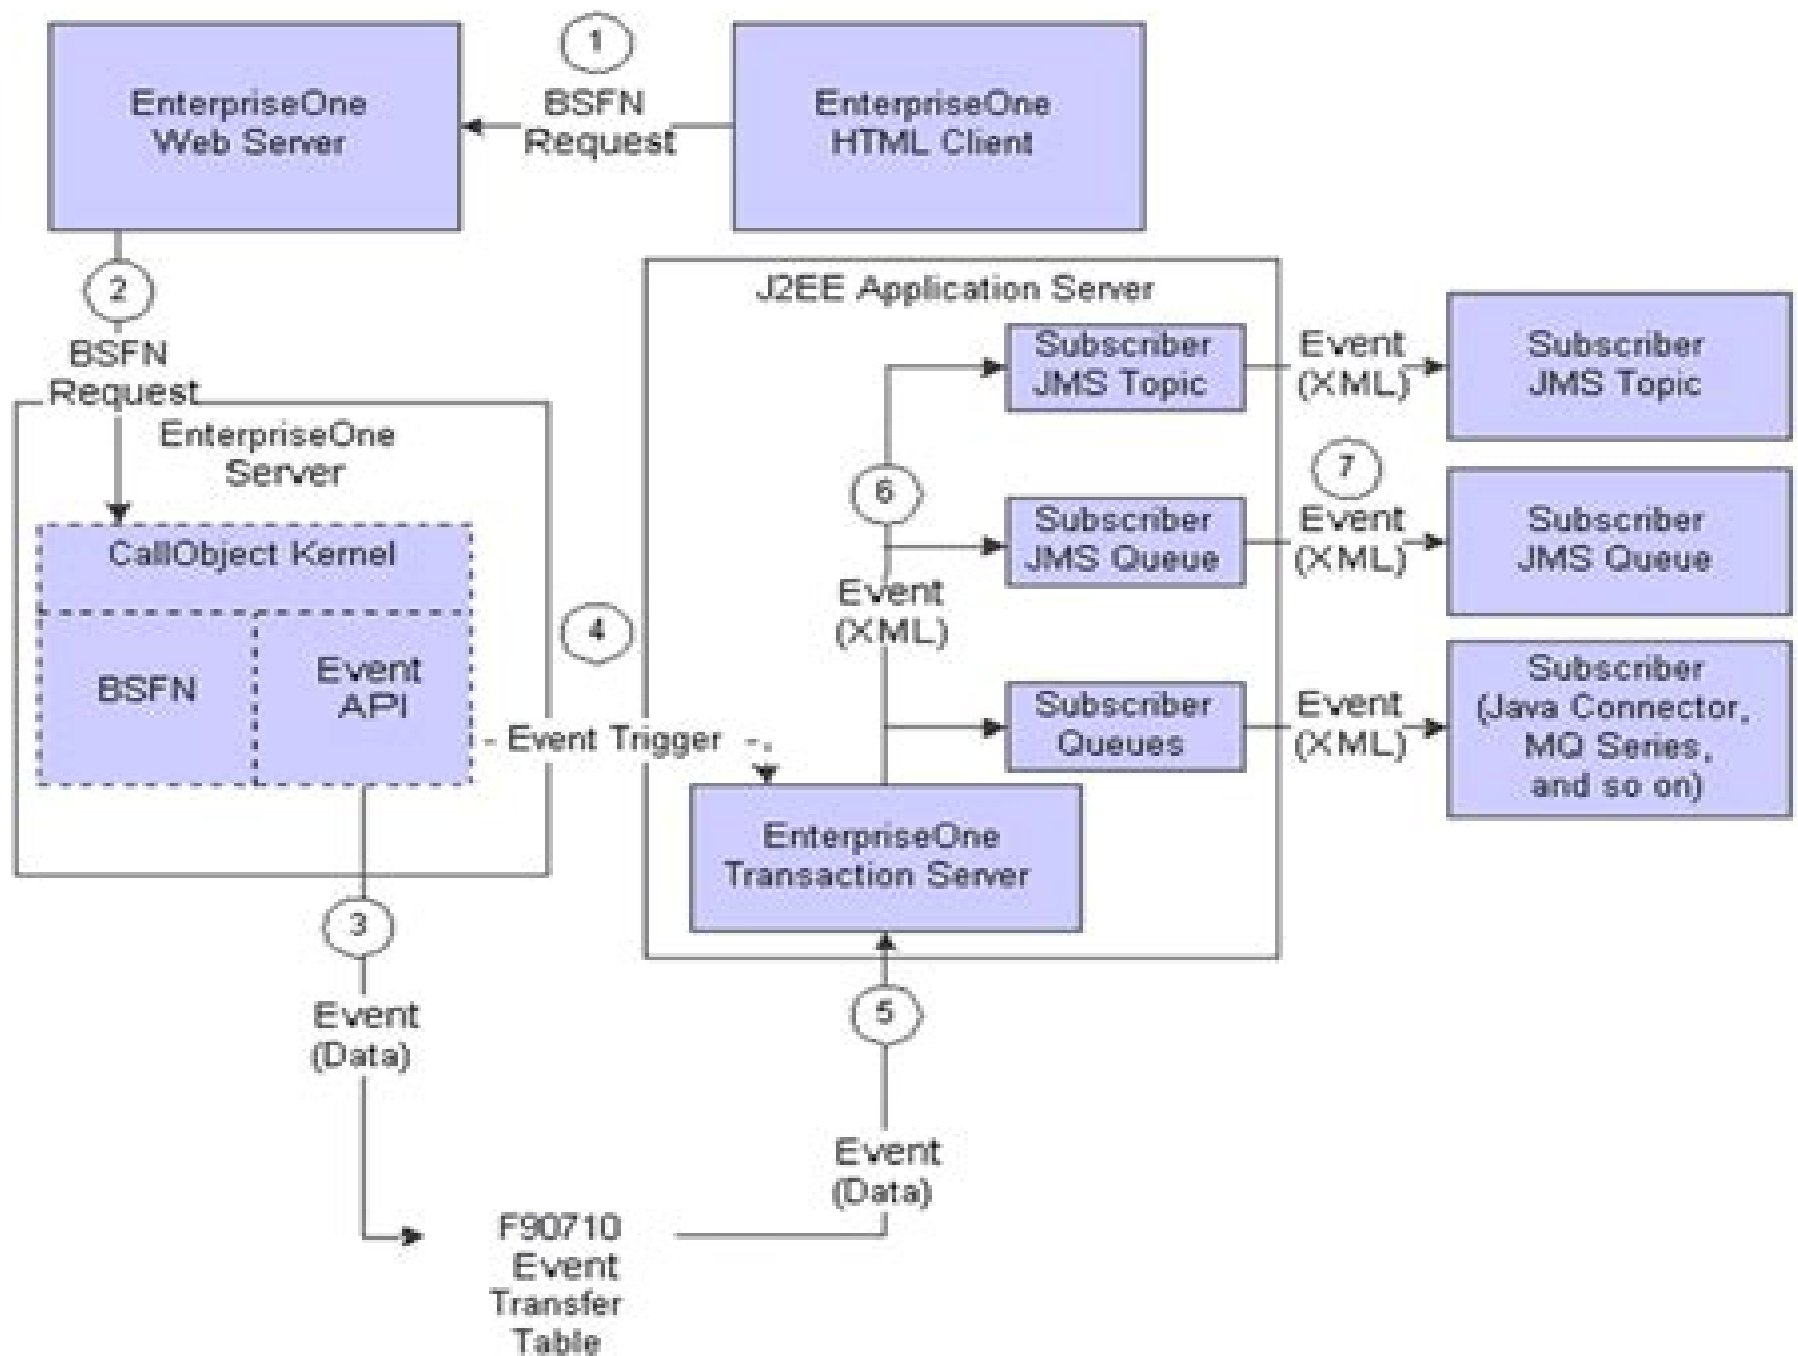 1
EnterpriseOne
Web Server
BSFN
Request
EnterpriseOne
HTML Client
2
BSFN
Request
EnterpriseOne
Server
CallObject Kernel
BSFN
Event
API
3
Event
(Data)
F90710
Event
Transfer
Table
4
Event Trigger
J2EE Application Server
EnterpriseOne
Transaction Server
5
Event
(Data)
6
Event
(XML)
Subscriber
JMS Topic
Subscriber
JMS Queue
Subscriber
Queues
Event
(XML)
7
Event
(XML)
Event
(XML)
Subscriber
JMS Topic
Subscriber
JMS Queue
Subscriber
(Java Connector,
MQ Series,
and so on)